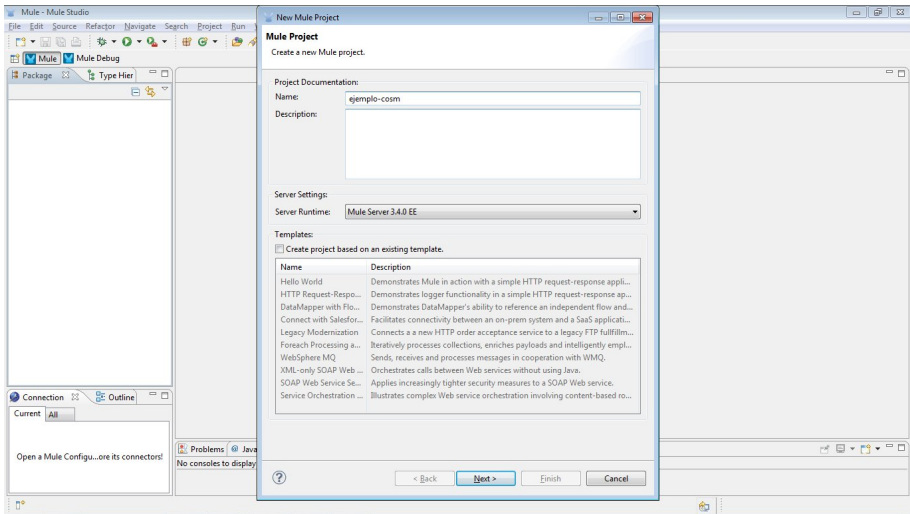 Mule - Mule Studio
File Edit Source Refactor Navigate Search Project Run
Mule Mule Debug
Package Type Hier
Connection Outline
Current All
Open a Mule Configu...ore its connectors!
Problems @ Java
No consoles to display
New Mule Project
Mule Project
Create a new Mule project.
Project Documentation:
Name: ejemplo-cosm
Description:
Server Settings:
Server Runtime: Mule Server 3.4.0 EE
Templates:
Create project based on an existing template.
Name Description
Hello World Demonstrates Mule in action with a simple HTTP request-response appli...
HTTP Request-Respo... Demonstrates logger functionality in a simple HTTP request-response ap...
DataMapper with Flo... Demonstrates DataMapper's ability to reference an independent flow and...
Connect with Salesfor... Facilitates connectivity between an on-prem system and a SaaS applicati...
Legacy Modernization Connects a a new HTTP order acceptance service to a legacy FTP fullfillm...
Foreach Processing a... Iteratively processes collections, enriches payloads and intelligently empl...
WebSphere MQ Sends, receives and processes messages in cooperation with WMQ.
XML-only SOAP Web ... Orchestrates calls between Web services without using Java.
SOAP Web Service Se... Applies increasingly tighter security measures to a SOAP Web service.
Service Orchestration ... Illustrates complex Web service orchestration involving content-based ro...
? < Back Next > Finish Cancel